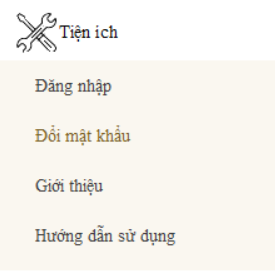 Tiện ích
Đăng nhập
Đổi mật khẩu
Giới thiệu
Hướng dẫn sử dụng